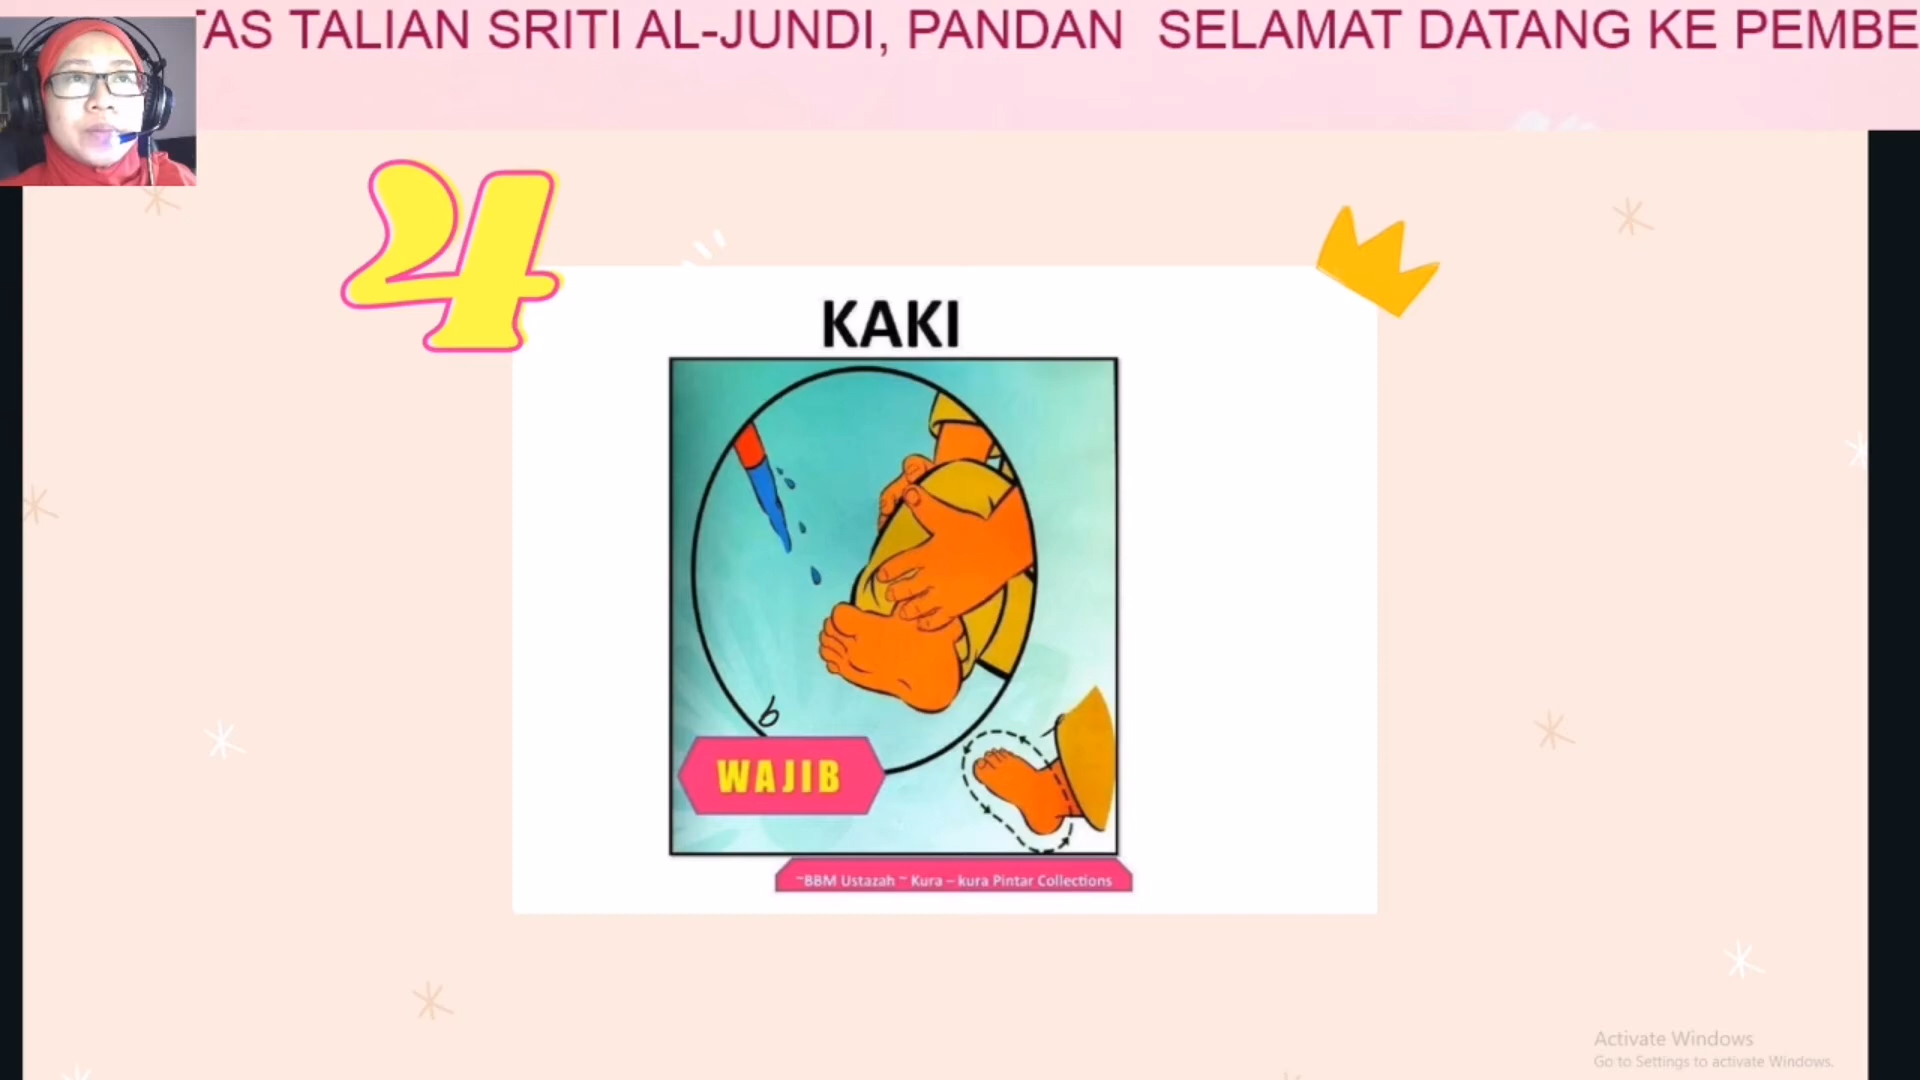 TAS TALIAN SRITI AL-JUNDI, PANDAN SELAMAT DATANG KE PEMBE
4
KAKI
6
WAJIB
~BBM Ustazah ~ Kura – kura Pintar Collections
Activate Windows
Go to Settings to activate Windows.